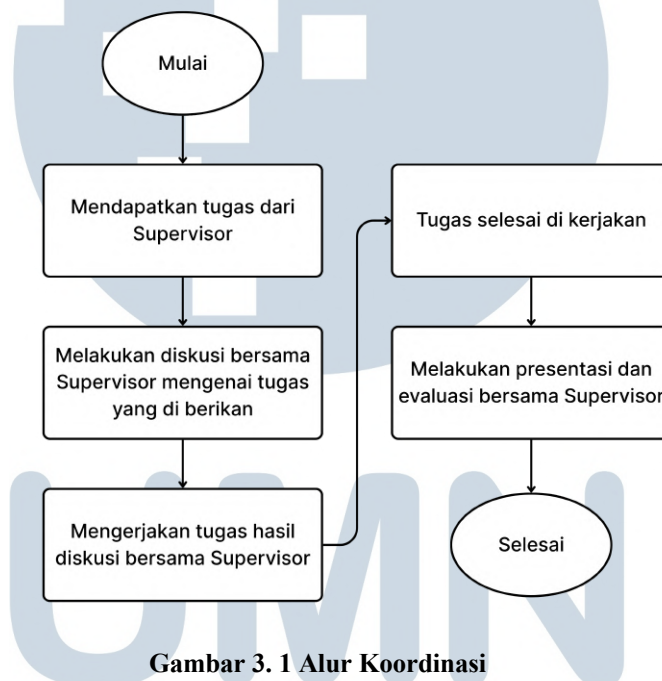 Mulai
Mendapatkan tugas dari
Supervisor
Melakukan diskusi bersama
Supervisor mengenai tugas
yang di berikan
Mengerjakan tugas hasil
diskusi bersama Supervisor
Tugas selesai di kerjakan
Melakukan presentasi dan
evaluasi bersama Supervisor
Selesai
UMN
Gambar 3. 1 Alur Koordinasi